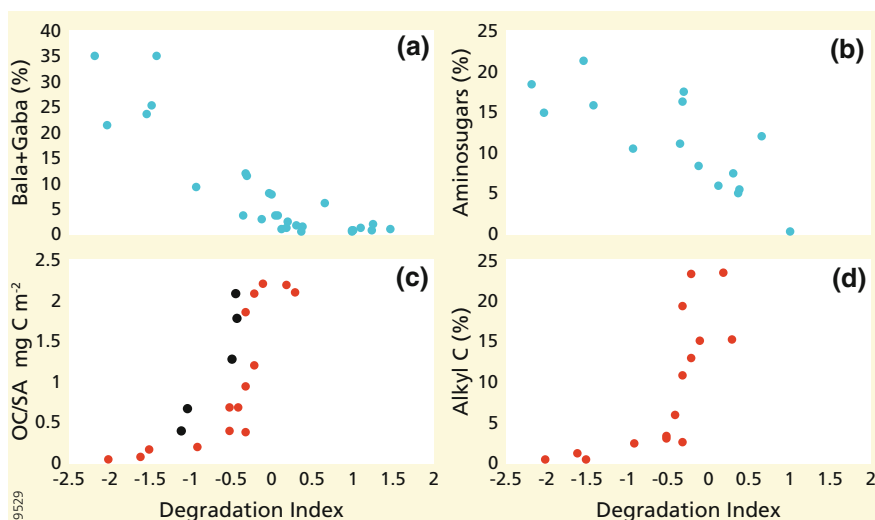 (a)
Bala+Gaba (%)
40
35
30
25
20
15
10
5
0
(b)
Aminosugars (%)
25
20
15
10
5
0
(c)
OC/SA mg C m-2
2.5
2
1.5
1
0.5
0
-2.5 -2 -1.5 -1 -0.5 0 0.5 1 1.5 2
Degradation Index
(d)
Alkyl C (%)
25
20
15
10
5
0
-2.5 -2 -1.5 -1 -0.5 0 0.5 1 1.5 2
Degradation Index
9529